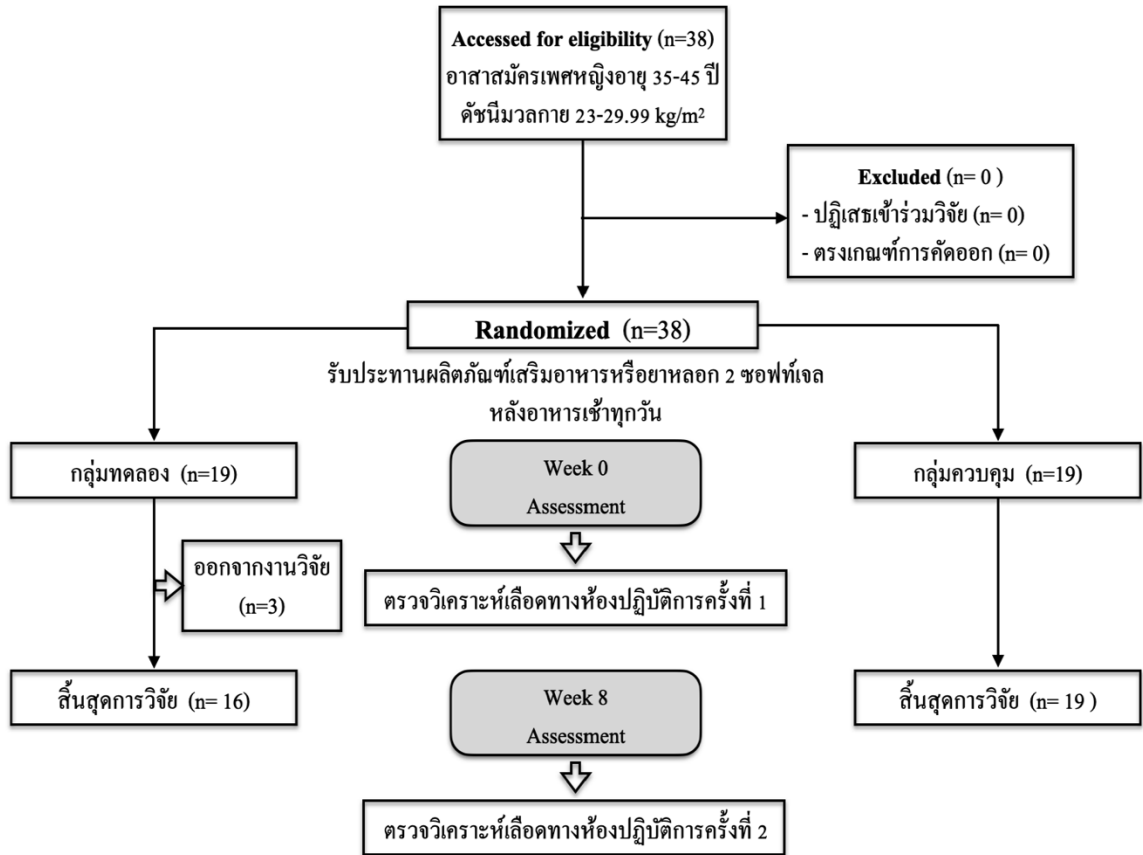 Accessed for eligibility (n=38)
อาสาสมัครเพศหญิงอายุ 35-45 ปี
ดัชนีมวลกาย 23-29.99 kg/m²
Excluded (n= 0 )
- ปฏิเสธเข้าร่วมวิจัย (n= 0)
- ตรงเกณฑ์การคัดออก (n= 0)
Randomized (n=38)
รับประทานผลิตภัณฑ์เสริมอาหารหรือยาหลอก 2 ซอฟท์เจล
หลังอาหารเช้าทุกวัน
กลุ่มทดลอง (n=19)
Week 0
Assessment
กลุ่มควบคุม (n=19)
ออกจากงานวิจัย
(n=3)
ตรวจวิเคราะห์เลือดทางห้องปฏิบัติการครั้งที่ 1
สิ้นสุดการวิจัย (n= 16)
Week 8
Assessment
สิ้นสุดการวิจัย (n= 19 )
ตรวจวิเคราะห์เลือดทางห้องปฏิบัติการครั้งที่ 2